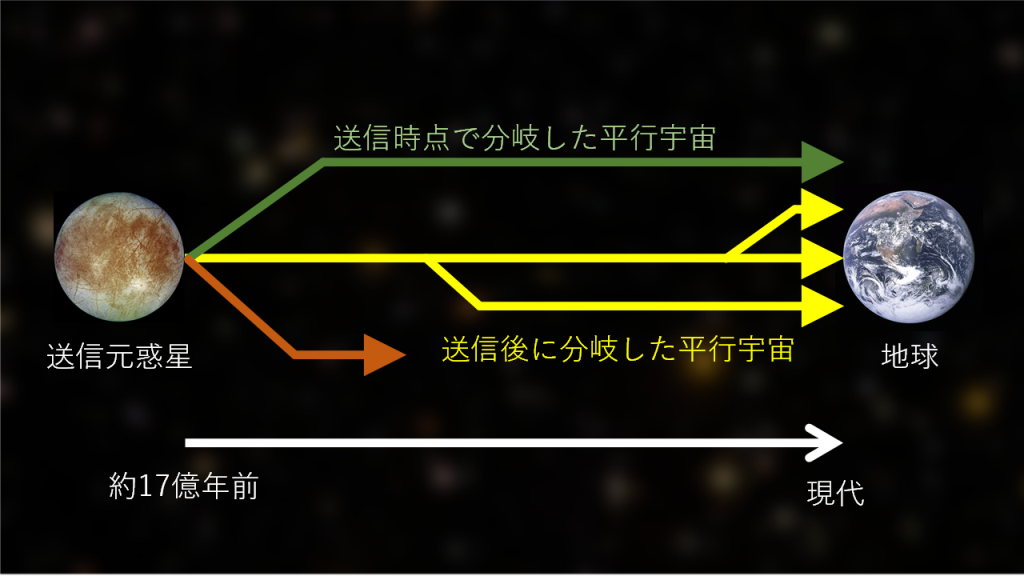 送信時点で分岐した平行宇宙
送信後に分岐した平行宇宙
送信元惑星
地球
約17億年前
現代